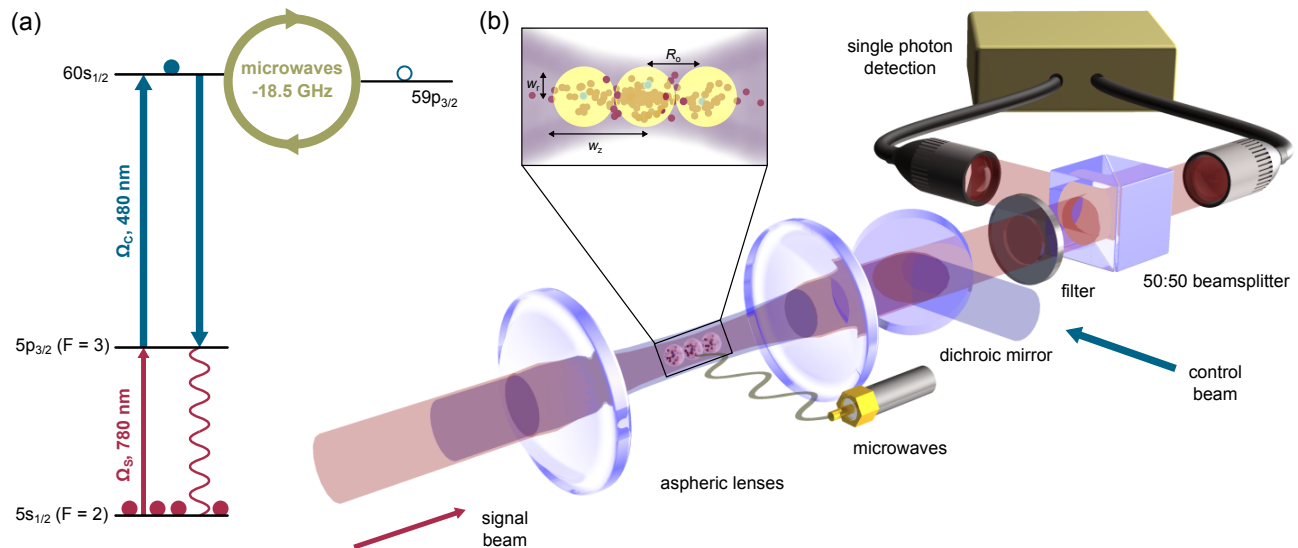 (a)
60s1/2
microwaves
-18.5 GHz
59p3/2
ΩC, 480 nm
5p3/2 (F = 3)
ΩS, 780 nm
5s1/2 (F = 2)
(b)
Ro
wr
wz
single photon
detection
50:50 beamsplitter
filter
dichroic mirror
control
beam
microwaves
aspheric lenses
signal
beam